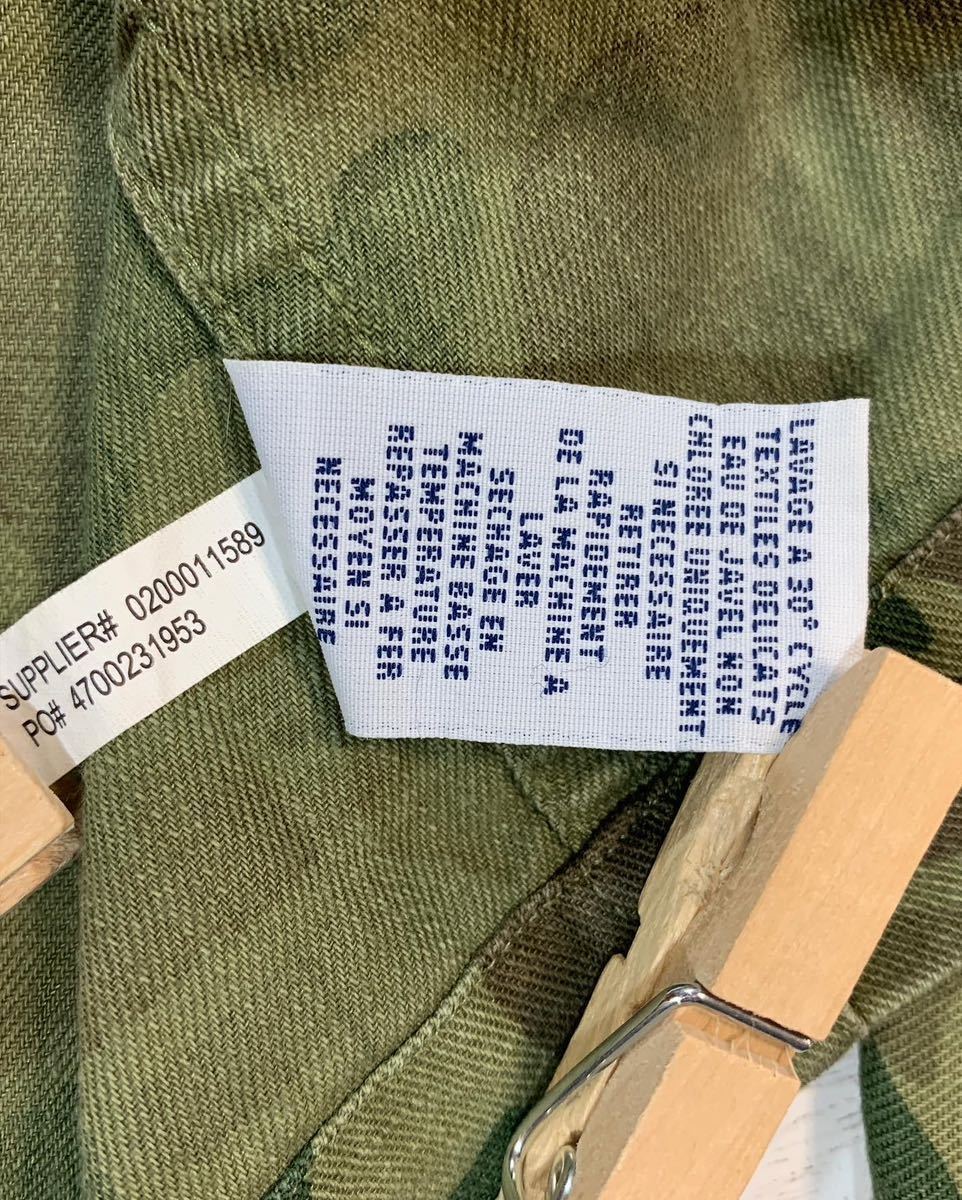 LAVAGE A 30° CYCLE
TEXTILES DELICATS
EAU DE JAVEL NON
CHLOREE UNIQUEMENT
SI NECESSAIRE
RETIRER
RAPIDEMENT
DE LA MACHINE A
LAVER
SECHAGE EN
MACHINE BASSE
TEMPERATURE
REPASSER A FER
MOYEN SI
NECESSAIRE
SUPPLIER# 0200011589
PO# 4700231953